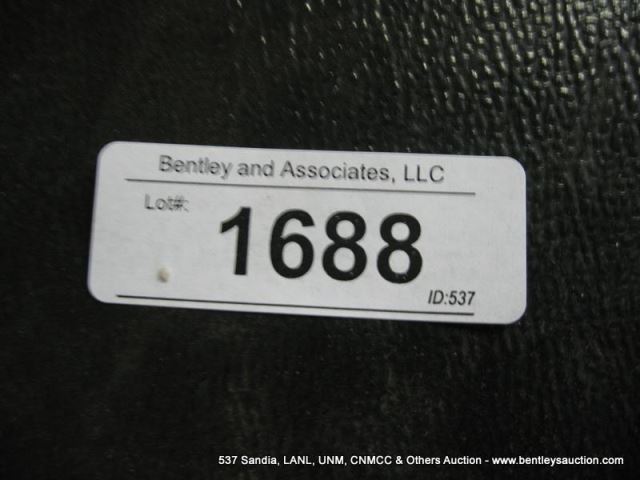 Bentley and Associates, LLC
Lot#:
1688
ID:537
537 Sandia, LANL, UNM, CNMCC & Others Auction - www.bentleysauction.com